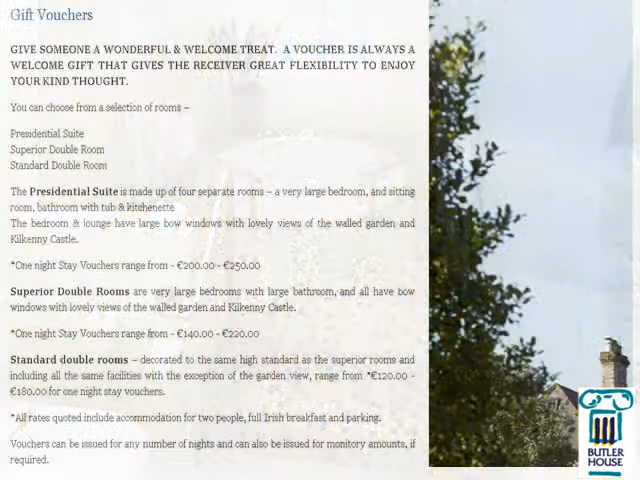 Gift Vouchers
GIVE SOMEONE A WONDERFUL & WELCOME TREAT. A VOUCHER IS ALWAYS A
WELCOME GIFT THAT GIVES THE RECEIVER GREAT FLEXIBILITY TO ENJOY
YOUR KIND THOUGHT.
You can choose from a selection of rooms –
Presidential Suite
Superior Double Room
Standard Double Room
The Presidential Suite is made up of four separate rooms – a very large bedroom, and sitting
room, bathroom with tub & kitchenette
The bedroom & lounge have large bow windows with lovely views of the walled garden and
Kilkenny Castle.
*One night Stay Vouchers range from - €200.00 - €250.00
Superior Double Rooms are very large bedrooms with large bathroom, and all have bow
windows with lovely views of the walled garden and Kilkenny Castle.
*One night Stay Vouchers range from - €140.00 - €220.00
Standard double rooms – decorated to the same high standard as the superior rooms and
including all the same facilities with the exception of the garden view, range from *€120.00 -
€180.00 for one night stay vouchers.
*All rates quoted include accommodation for two people, full Irish breakfast and parking.
Vouchers can be issued for any number of nights and can also be issued for monitory amounts, if
required.
BUTLER
HOUSE